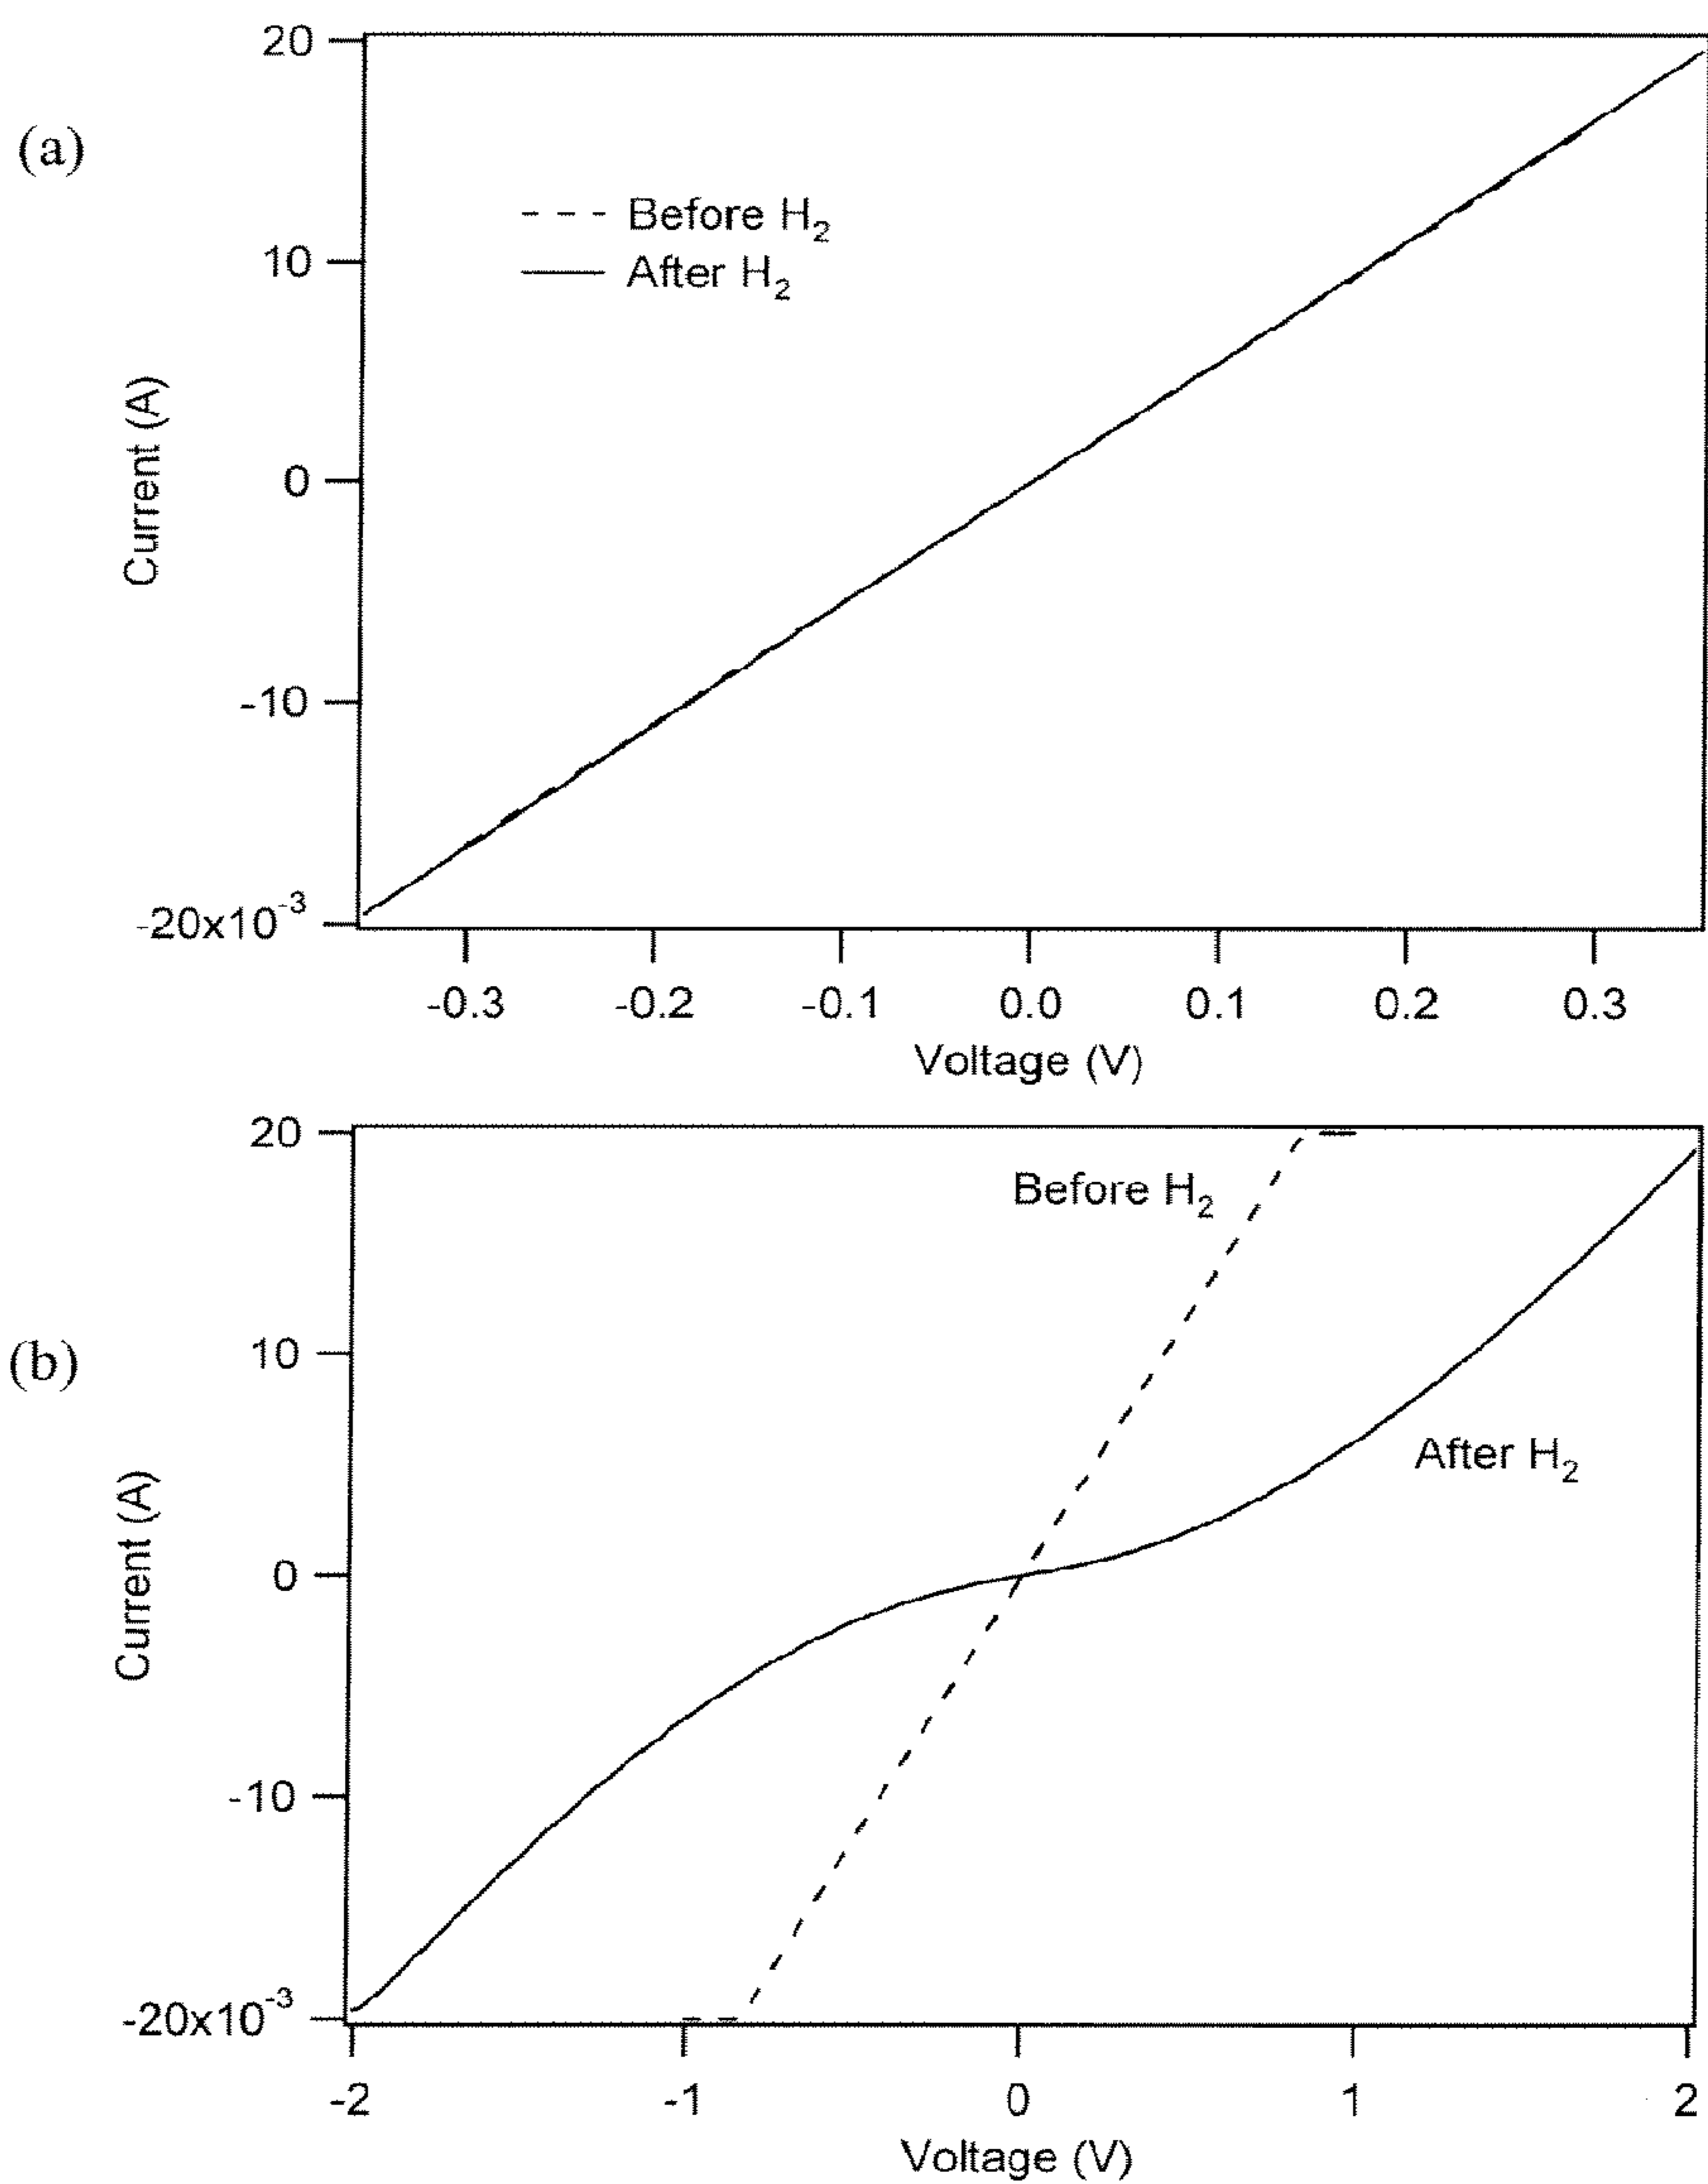 (a)
20
10
0
-10
-20x10⁻³
Current (A)
Before H₂
After H₂
-0.3 -0.2 -0.1 0.0 0.1 0.2 0.3
Voltage (V)
(b)
20
10
0
-10
-20x10⁻³
Current (A)
Before H₂
After H₂
-2 -1 0 1 2
Voltage (V)